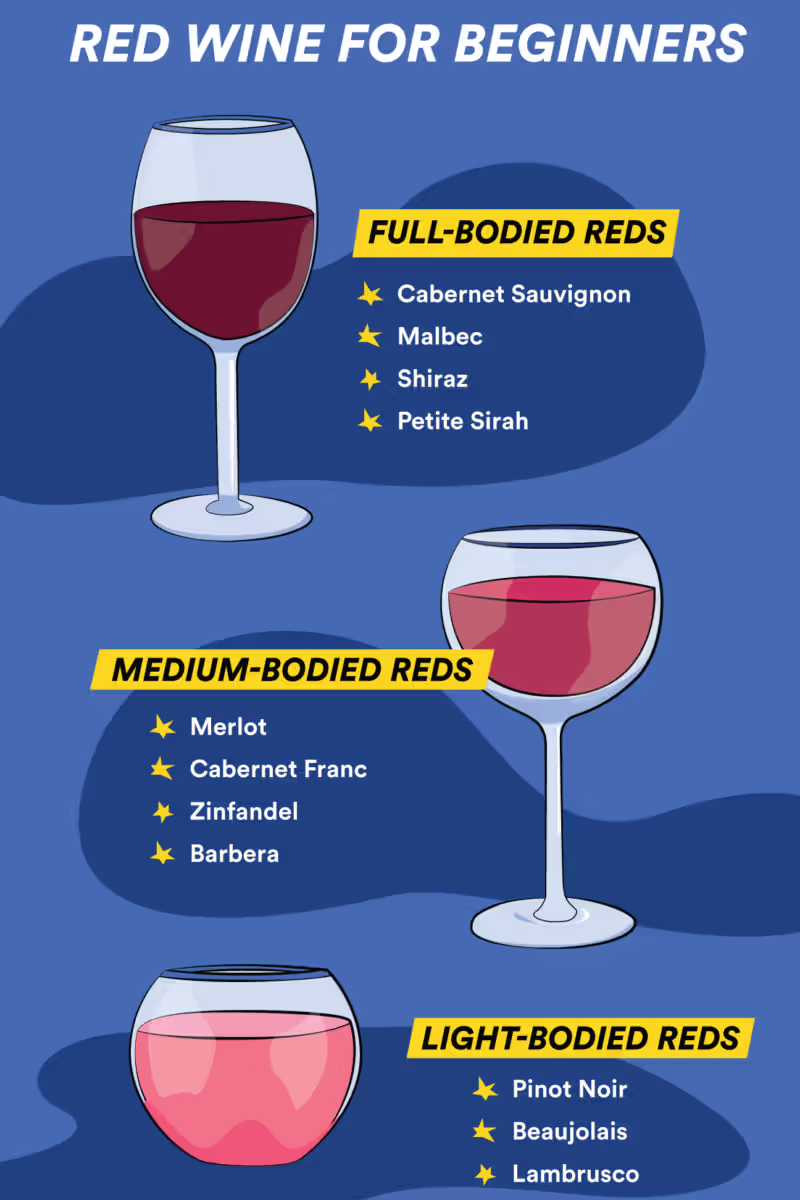 RED WINE FOR BEGINNERS
FULL-BODIED REDS
Cabernet Sauvignon
Malbec
Shiraz
Petite Sirah
MEDIUM-BODIED REDS
Merlot
Cabernet Franc
Zinfandel
Barbera
LIGHT-BODIED REDS
Pinot Noir
Beaujolais
Lambrusco